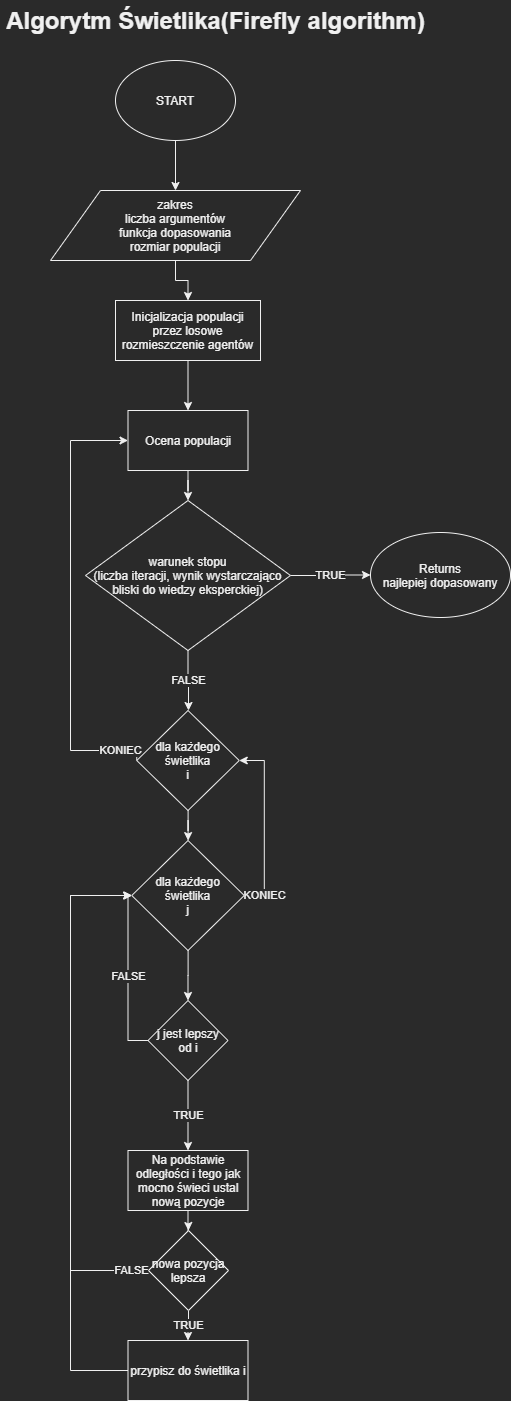 Algorytm Świetlika(Firefly algorithm)
START
zakres
liczba argumentów
funkcja dopasowania
rozmiar populacji
Inicjalizacja populacji
przez losowe
rozmieszczenie agentów
Ocena populacji
warunek stopu
(liczba iteracji, wynik wystarczająco
bliski do wiedzy eksperckiej)
TRUE
Returns
najlepiej dopasowany
FALSE
KONIEC
dla każdego
świetlika
i
dla każdego
świetlika
j
KONIEC
FALSE
j jest lepszy
od i
TRUE
Na podstawie
odległości i tego jak
mocno świeci ustal
nową pozycje
FALSE
nowa pozycja
lepsza
TRUE
przypisz do świetlika i